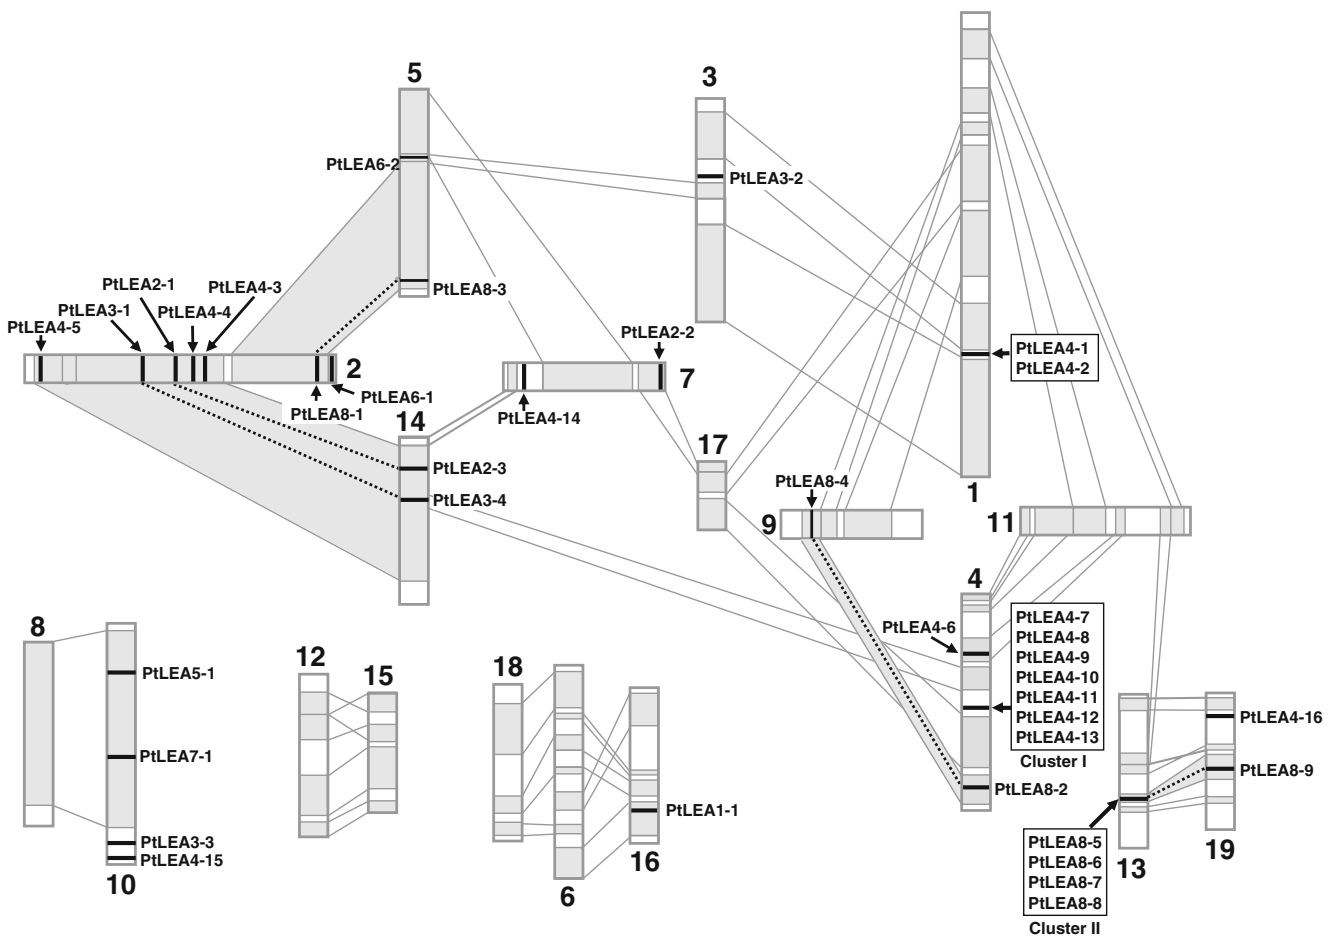 5
3
PtLEA6-2
PtLEA3-2
PtLEA2-1
PtLEA4-3
PtLEA8-3
PtLEA3-1
PtLEA4-4
PtLEA4-5
PtLEA2-2
PtLEA4-1
PtLEA4-2
2
7
PtLEA6-1
PtLEA8-1
14
PtLEA4-14
17
PtLEA2-3
PtLEA8-4
1
PtLEA3-4
9
11
4
8
PtLEA4-6
PtLEA4-7
PtLEA4-8
PtLEA4-9
PtLEA4-10
PtLEA4-11
PtLEA4-12
PtLEA4-13
Cluster I
12
15
18
PtLEA5-1
PtLEA4-16
PtLEA7-1
PtLEA8-9
PtLEA8-2
PtLEA1-1
PtLEA3-3
PtLEA4-15
10
6
16
PtLEA8-5
PtLEA8-6
PtLEA8-7
PtLEA8-8
Cluster II
13
19